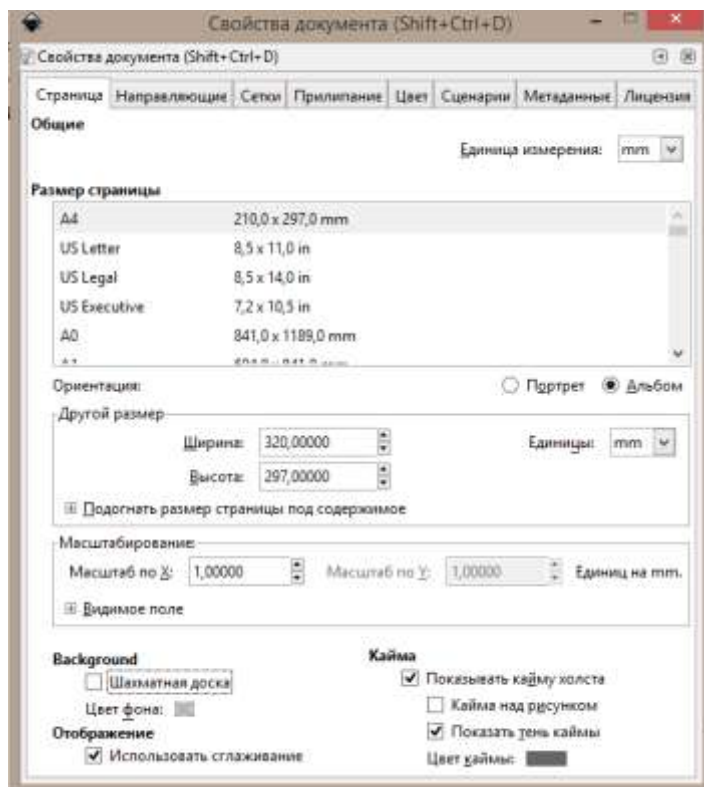 Свойства документа (Shift+Ctrl+D)
Свойства документа (Shift+Ctrl+D)
Страница Направляющие Сетки Прилипание Цвет Сценарии Метаданные Лицензия
Общие
Единица измерения: mm
Размер страницы
A4 210,0 x 297,0 mm
US Letter 8,5 x 11,0 in
US Legal 8,5 x 14,0 in
US Executive 7,2 x 10,5 in
A0 841,0 x 1189,0 mm
Ориентация: Портрет Альбом
Другой размер
Ширина: 320,00000 Единицы: mm
Высота: 297,00000
Подогнать размер страницы под содержимое
Масштабирование
Масштаб по X: 1,00000 Масштаб по Y: 1,00000 Единиц на mm.
Видимое поле
Background Кайма
Шахматная доска Показывать кайму холста
Цвет фона: Кайма над рисунком
Отображение Показать тень каймы
Использовать сглаживание Цвет каймы: